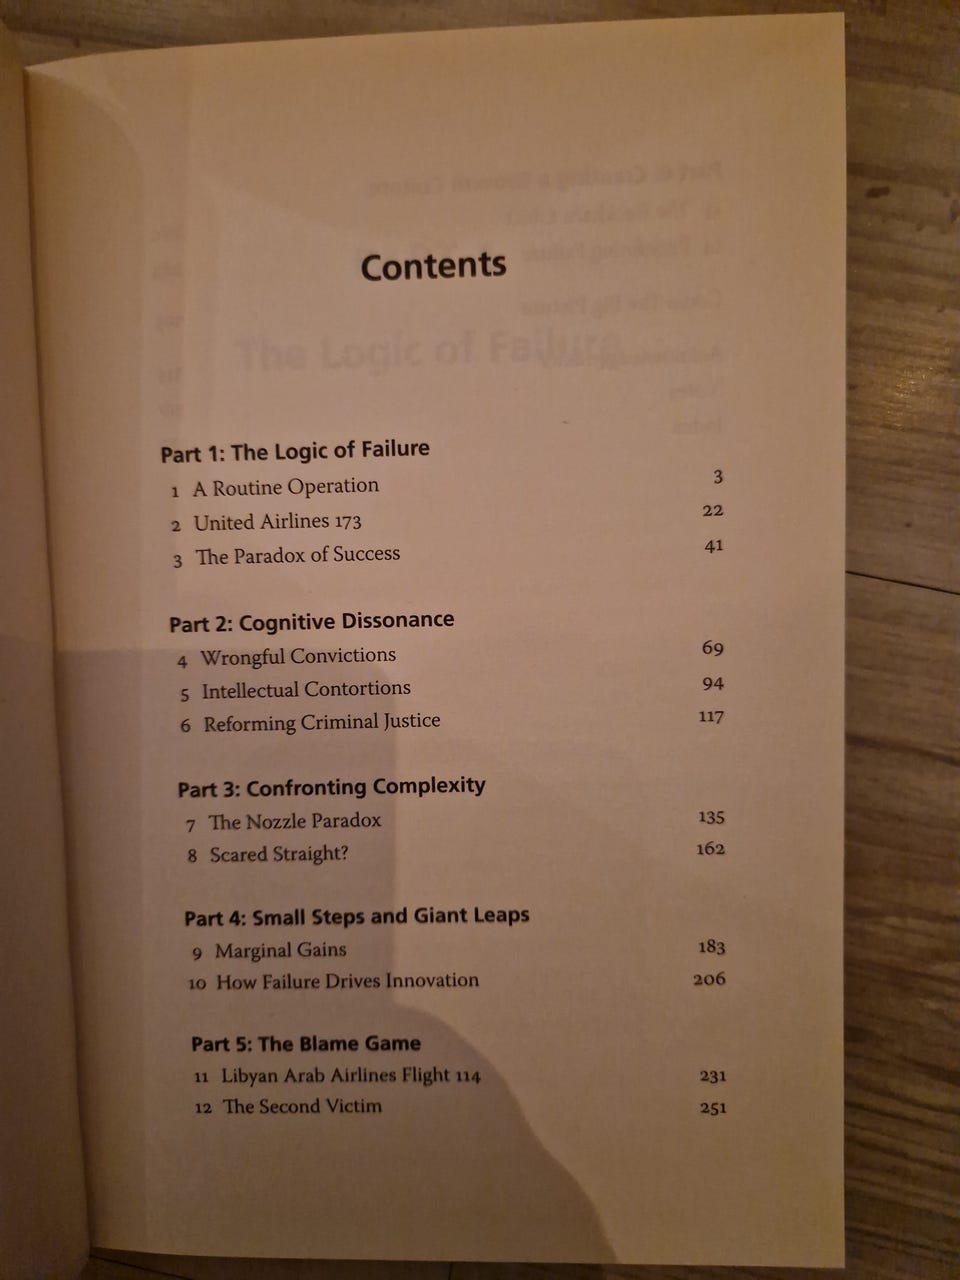 Contents
The Logic of Failure
Part 1: The Logic of Failure
1 A Routine Operation 3
2 United Airlines 173 22
3 The Paradox of Success 41
Part 2: Cognitive Dissonance
4 Wrongful Convictions 69
5 Intellectual Contortions 94
6 Reforming Criminal Justice 117
Part 3: Confronting Complexity
7 The Nozzle Paradox 135
8 Scared Straight? 162
Part 4: Small Steps and Giant Leaps
9 Marginal Gains 183
10 How Failure Drives Innovation 206
Part 5: The Blame Game
11 Libyan Arab Airlines Flight 114 231
12 The Second Victim 251